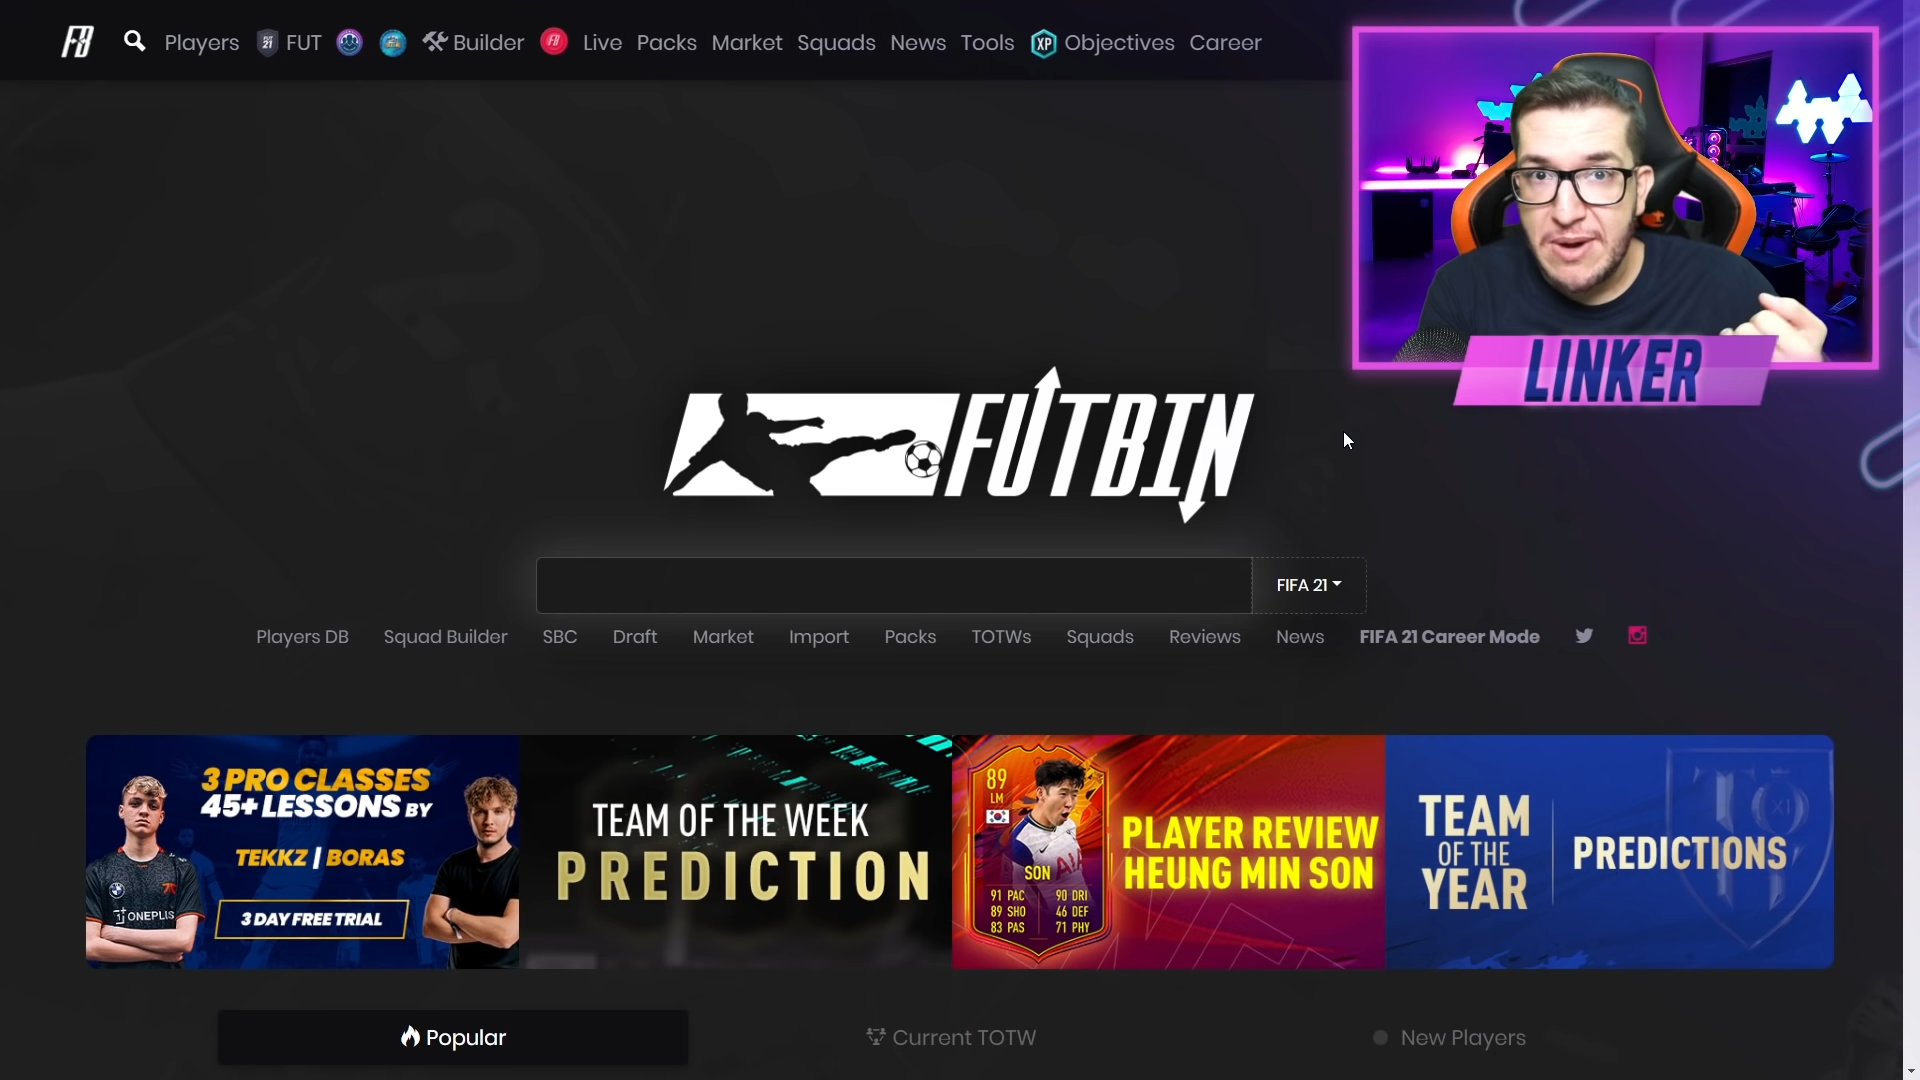 FB
Players
FUT
Builder
Live
Packs
Market
Squads
News
Tools
XP
Objectives
Career
LINKER
FUTBIN
FIFA 21
Players DB
Squad Builder
SBC
Draft
Market
Import
Packs
TOTWs
Squads
Reviews
News
FIFA 21 Career Mode
3 PRO CLASSES
45+ LESSONS BY
TEKKZ | BORAS
3 DAY FREE TRIAL
ONEPLUS
TEAM OF THE WEEK
PREDICTION
89
LM
SON
91 PAC
90 DRI
89 SHO
46 DEF
83 PAS
71 PHY
PLAYER REVIEW
HEUNG MIN SON
TEAM
OF THE
YEAR
PREDICTIONS
Popular
Current TOTW
New Players